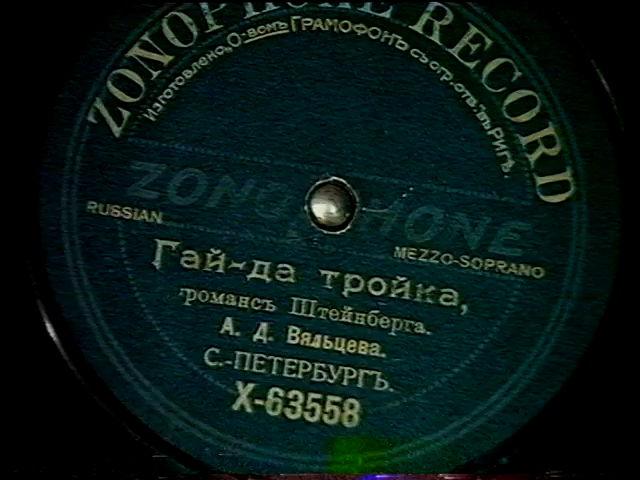 ZONOPHONE RECORD
Изготовлено„О-вомъ ГРАМОФОНЪ съ огр.отв.“въ Ригѣ.
ZONOPHONE
RUSSIAN
MEZZO-SOPRANO
Гай-да тройка,
романсъ Штейнберга.
А. Д. Вяльцева.
С.-ПЕТЕРБУРГЪ.
X-63558